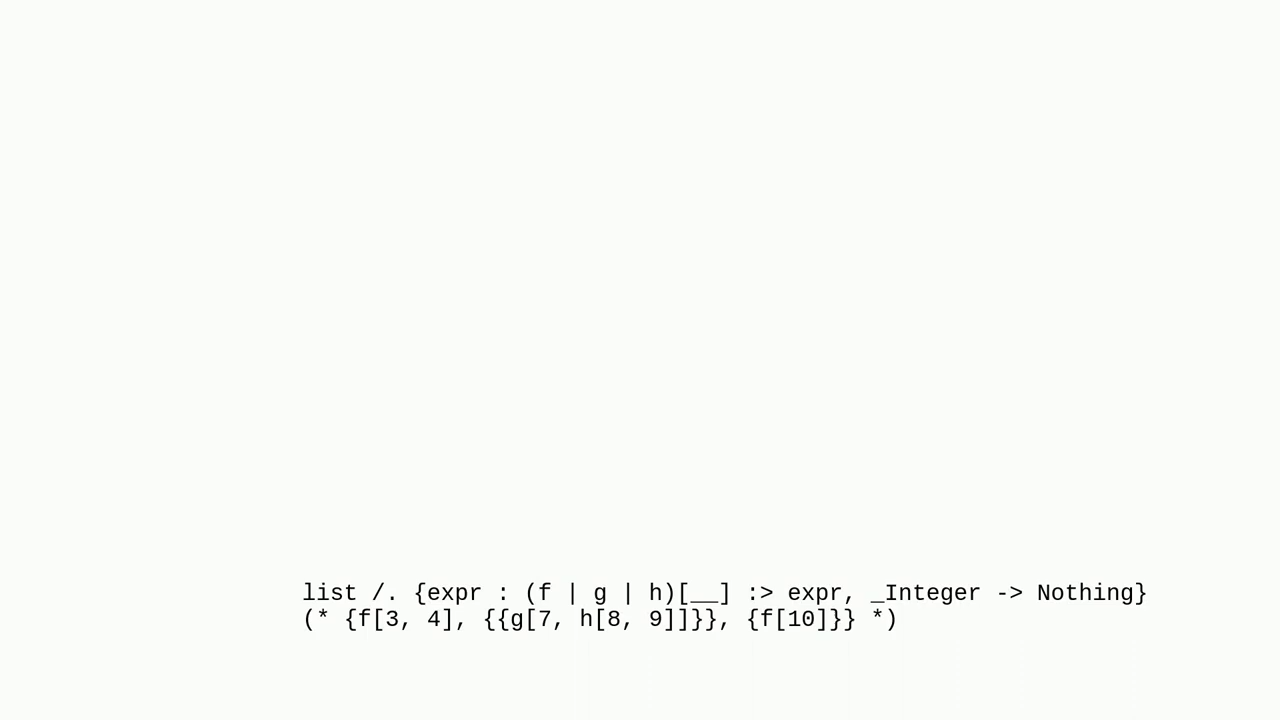 list /. {expr : (f | g | h)[__] :> expr, _Integer -> Nothing}
(* {f[3, 4], {{g[7, h[8, 9]]}}, {f[10]}} *)